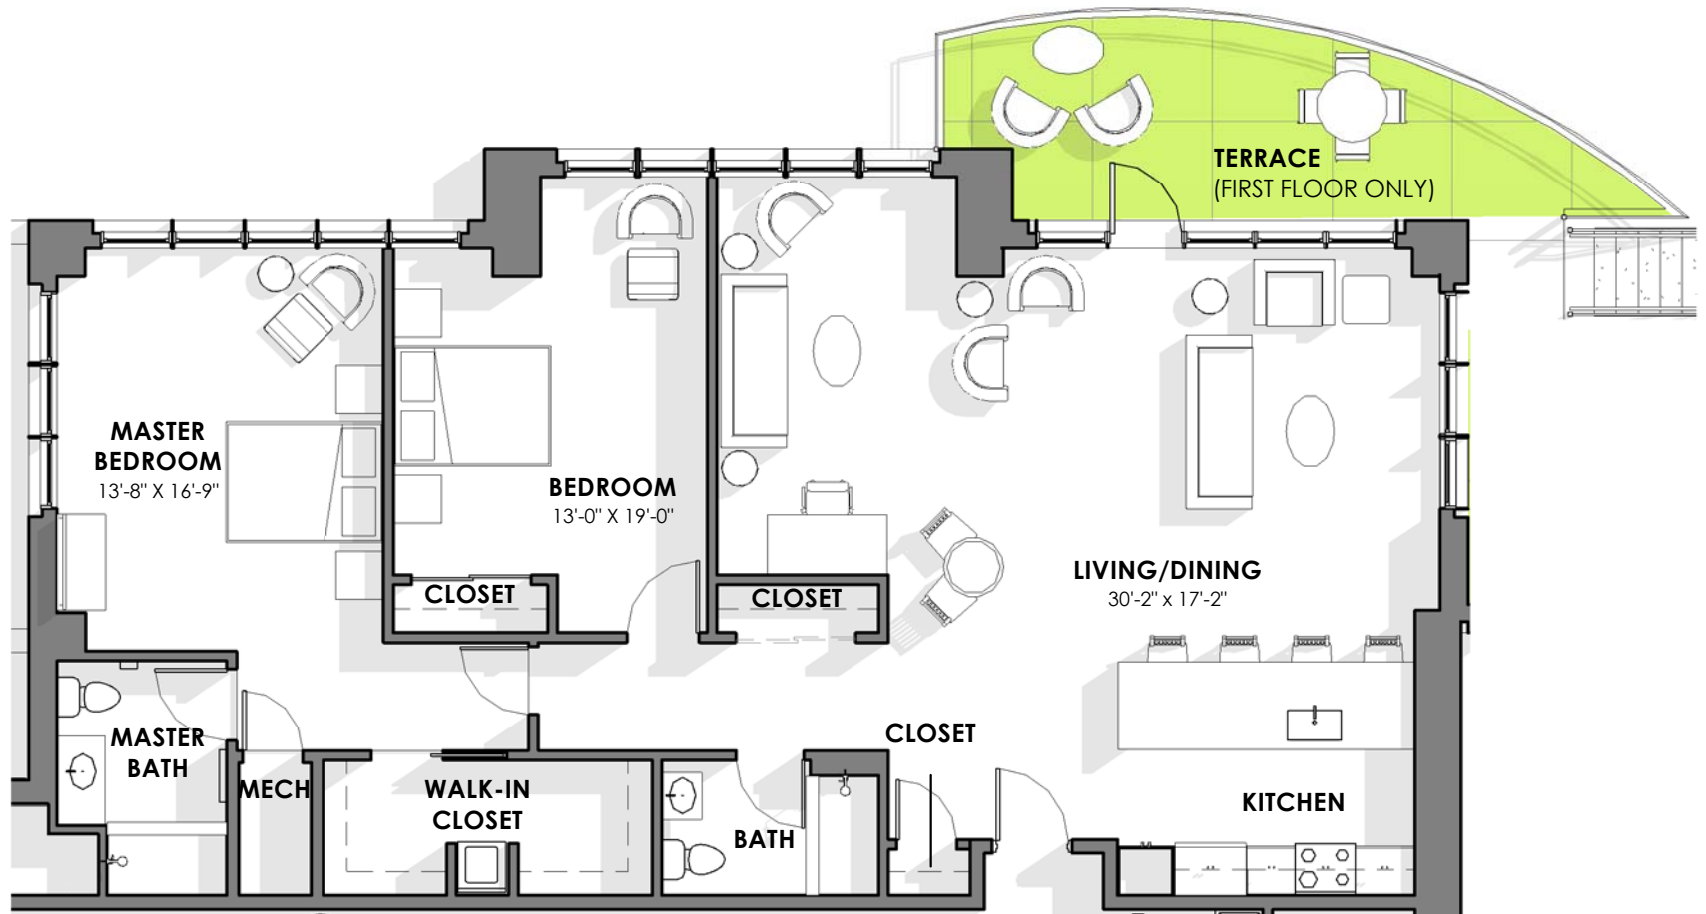 TERRACE
(FIRST FLOOR ONLY)
MASTER
BEDROOM
13'-8" X 16'-9"
BEDROOM
13'-0" X 19'-0"
LIVING/DINING
30'-2" x 17'-2"
CLOSET
CLOSET
CLOSET
MASTER
BATH
MECH
WALK-IN
CLOSET
BATH
KITCHEN